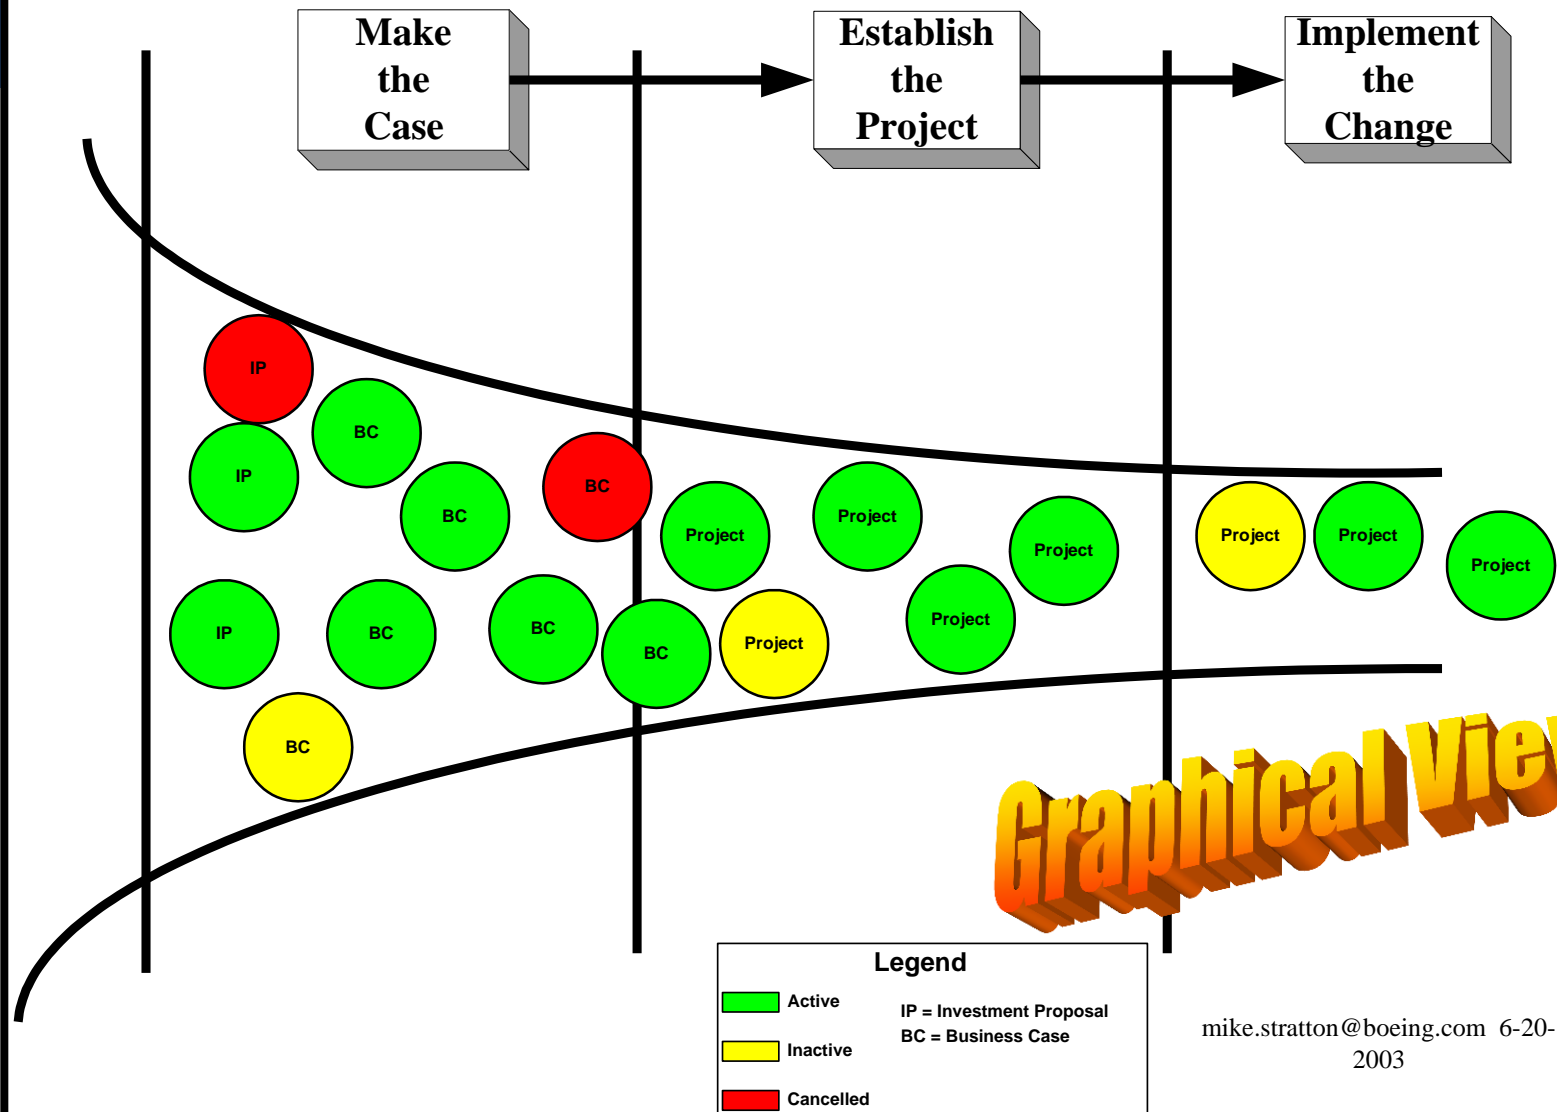 Make
the
Case
Establish
the
Project
Implement
the
Change
IP
IP
BC
BC
BC
IP
BC
BC
BC
BC
Project
Project
Project
Project
Project
Project
Project
Project
Graphical Vie
Legend
Active
Inactive
Cancelled
IP = Investment Proposal
BC = Business Case
mike.stratton@boeing.com 6-20-
2003